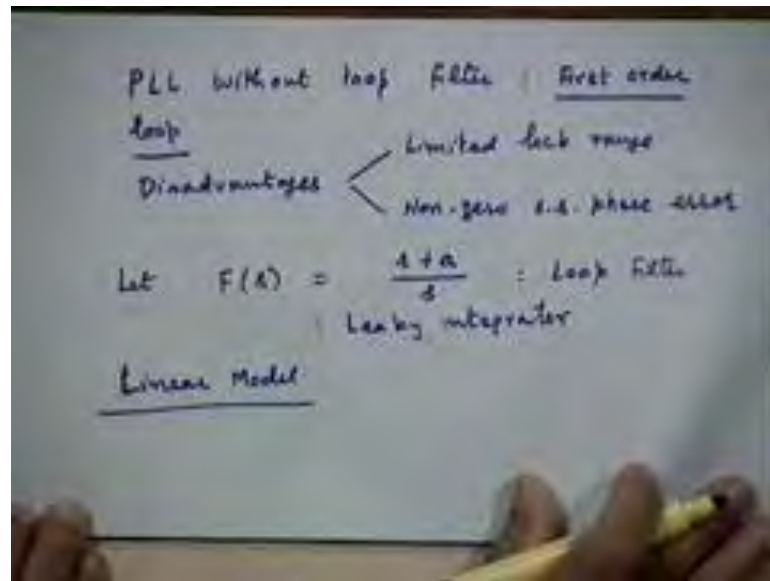 PLL without loop filter : First order
loop
Disadvantages
Limited lock range
Non-zero s.s. phase error
Let F(s) = (s + a)/s : Loop filter
: Leaky integrator
Linear Model